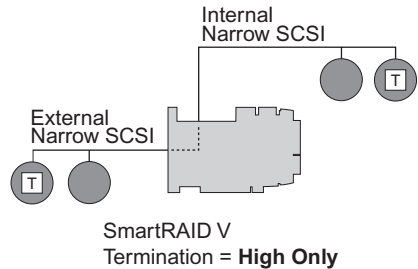 Internal
Narrow SCSI
T
External
Narrow SCSI
T
SmartRAID V
Termination = High Only